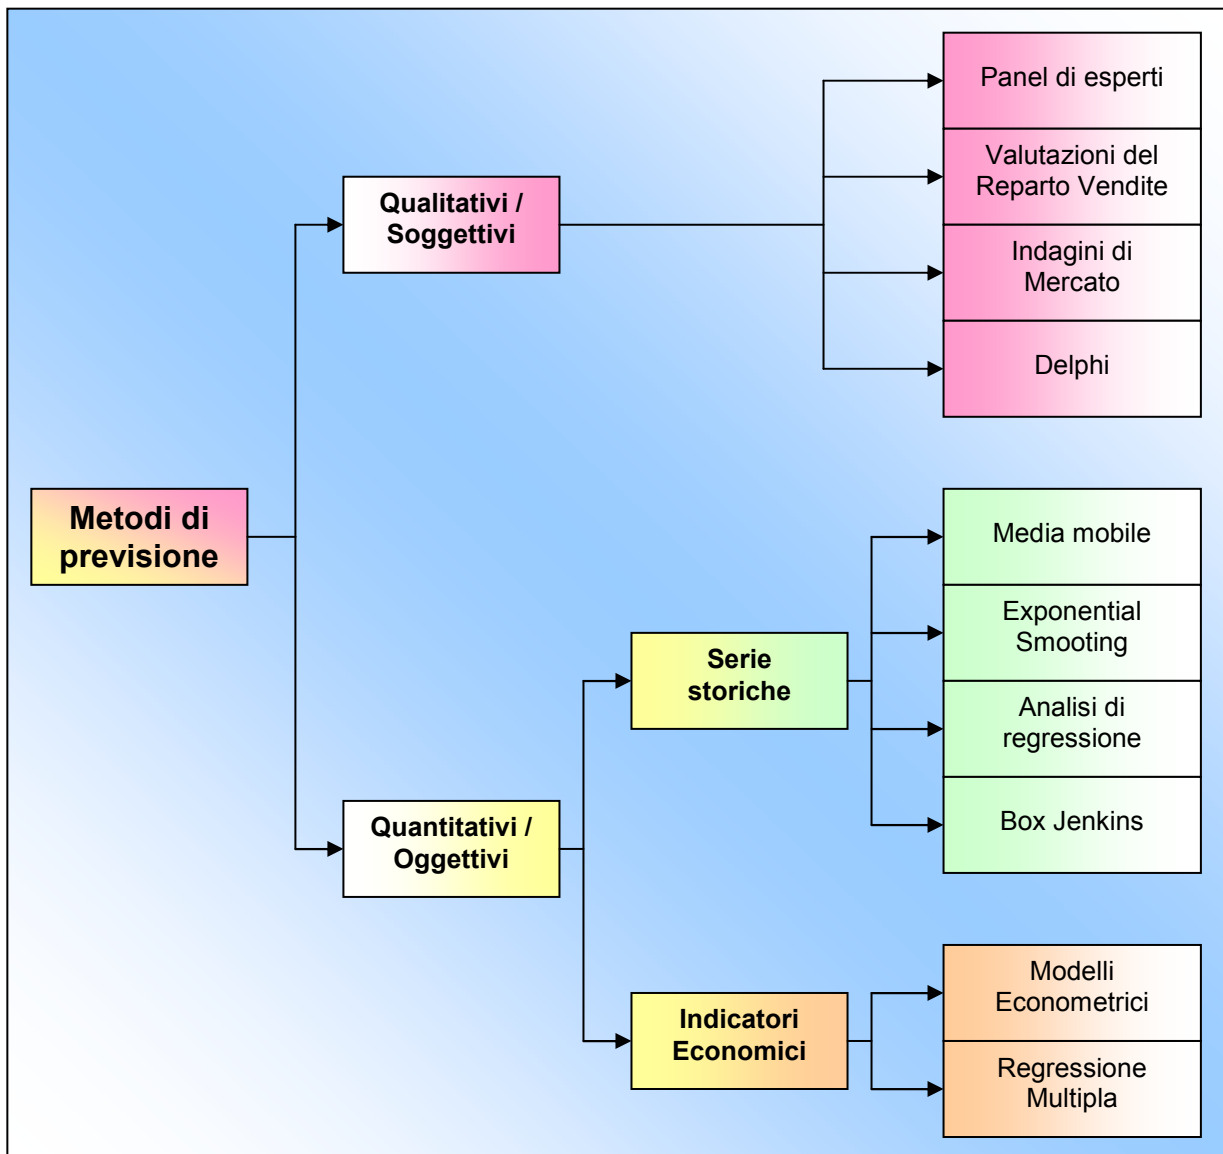 Metodi di
previsione
Qualitativi /
Soggettivi
Panel di esperti
Valutazioni del
Reparto Vendite
Indagini di
Mercato
Delphi
Quantitativi /
Oggettivi
Serie
storiche
Media mobile
Exponential
Smooting
Analisi di
regressione
Box Jenkins
Indicatori
Economici
Modelli
Econometrici
Regressione
Multipla